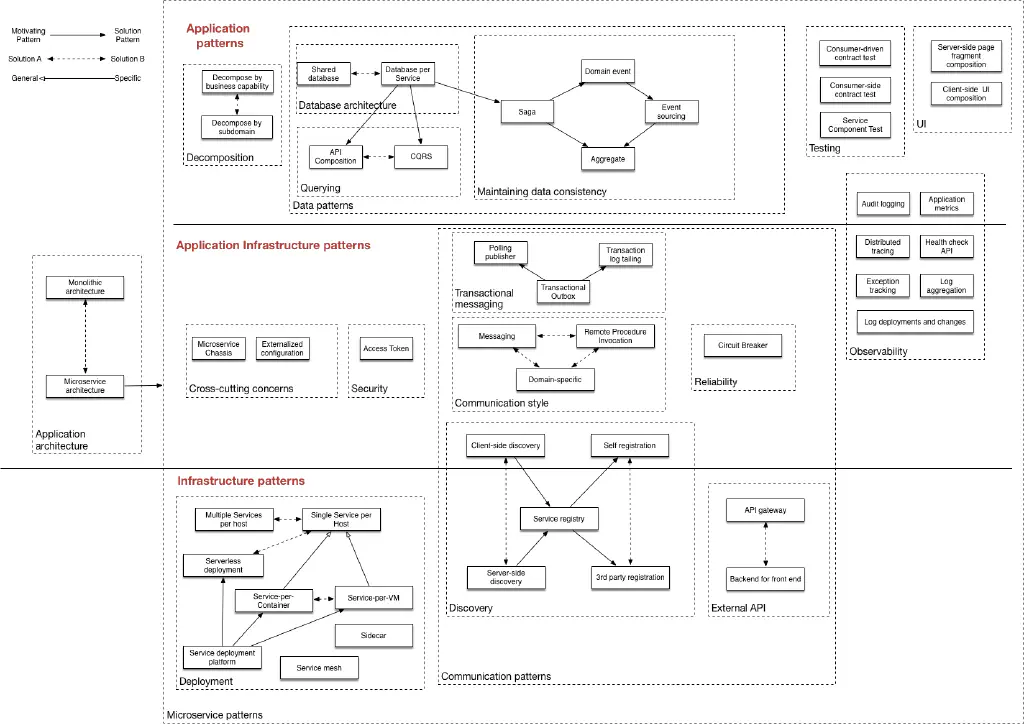 Motivating
Pattern
Solution
Pattern
Solution A
Solution B
General
Specific
Application
patterns
Decompose by
business capability
Decompose by
subdomain
Decomposition
Shared
database
Database per
Service
Database architecture
API
Composition
CQRS
Querying
Data patterns
Domain event
Saga
Event
sourcing
Aggregate
Maintaining data consistency
Consumer-driven
contract test
Consumer-side
contract test
Service
Component Test
Testing
Server-side page
fragment
composition
Client-side UI
composition
UI
Audit logging
Application
metrics
Distributed
tracing
Health check
API
Exception
tracking
Log
aggregation
Log deployments and changes
Observability
Application Infrastructure patterns
Monolithic
architecture
Microservice
architecture
Application
architecture
Microservice
Chassis
Externalized
configuration
Cross-cutting concerns
Access Token
Security
Polling
publisher
Transaction
log tailing
Transactional
Outbox
Transactional
messaging
Messaging
Remote Procedure
Invocation
Domain-specific
Communication style
Circuit Breaker
Reliability
Client-side discovery
Self registration
Service registry
Server-side
discovery
3rd party registration
Discovery
API gateway
Backend for front end
External API
Communication patterns
Infrastructure patterns
Multiple Services
per host
Single Service per
Host
Serverless
deployment
Service-per-
Container
Service-per-VM
Sidecar
Service deployment
platform
Service mesh
Deployment
Microservice patterns